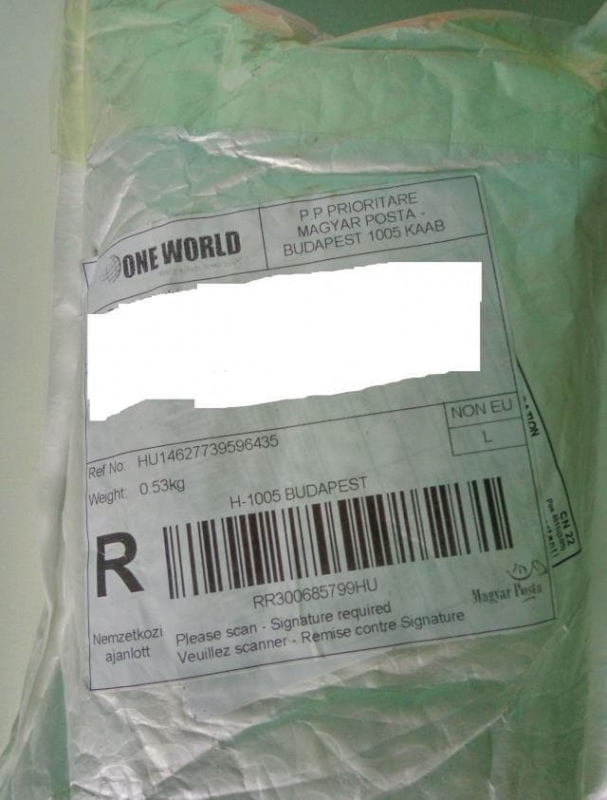 ONE WORLD
P.P PRIORITARE
MAGYAR POSTA -
BUDAPEST 1005 KAAB
NON EU
L
Ref No: HU14627739596435
Weight: 0.53kg
H-1005 BUDAPEST
R
RR300685799HU
Nemzetkozi
ajanlott
Please scan - Signature required
Veuillez scanner - Remise contre Signature
Magyar Posta
CN 22